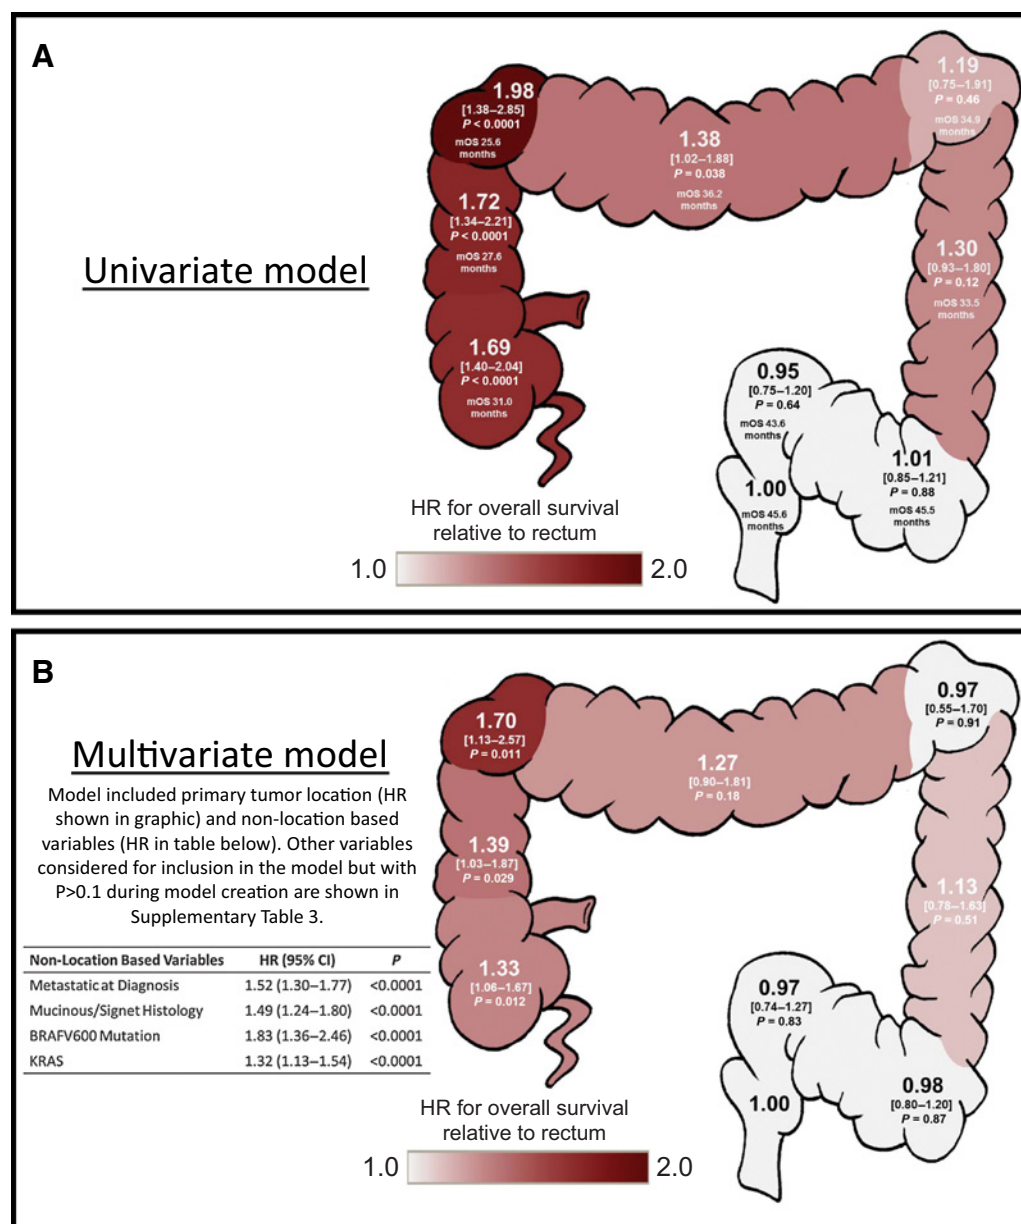 A
Univariate model
1.98
[1.38–2.85]
P < 0.0001
mOS 25.6
months
1.72
[1.34–2.21]
P < 0.0001
mOS 27.6
months
1.69
[1.40–2.04]
P < 0.0001
mOS 31.0
months
1.38
[1.02–1.88]
P = 0.038
mOS 36.2
months
1.19
[0.75–1.91]
P = 0.46
mOS 34.9
months
1.30
[0.93–1.80]
P = 0.12
mOS 33.5
months
1.01
[0.85–1.21]
P = 0.88
mOS 45.5
months
0.95
[0.75–1.20]
P = 0.64
mOS 43.6
months
1.00
mOS 45.6
months
HR for overall survival
relative to rectum
1.0 2.0
B
Multivariate model
Model included primary tumor location (HR
shown in graphic) and non-location based
variables (HR in table below). Other variables
considered for inclusion in the model but with
P>0.1 during model creation are shown in
Supplementary Table 3.
Non-Location Based Variables HR (95% CI) P
Metastatic at Diagnosis 1.52 (1.30–1.77) <0.0001
Mucinous/Signet Histology 1.49 (1.24–1.80) <0.0001
BRAFV600 Mutation 1.83 (1.36–2.46) <0.0001
KRAS 1.32 (1.13–1.54) <0.0001
1.70
[1.13–2.57]
P = 0.011
1.39
[1.03–1.87]
P = 0.029
1.33
[1.06–1.67]
P = 0.012
1.27
[0.90–1.81]
P = 0.18
0.97
[0.55–1.70]
P = 0.91
1.13
[0.78–1.63]
P = 0.51
0.98
[0.80–1.20]
P = 0.87
0.97
[0.74–1.27]
P = 0.83
1.00
HR for overall survival
relative to rectum
1.0 2.0